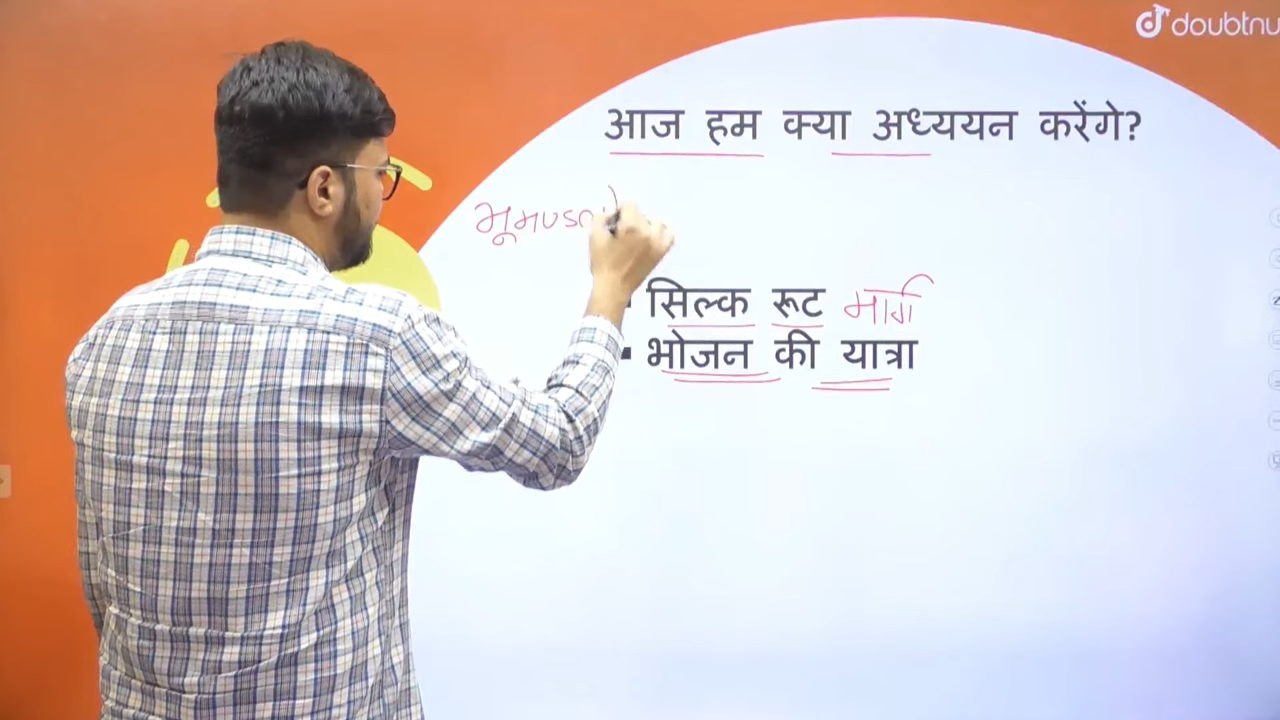 doubtnu
आज हम क्या अध्ययन करेंगे?
सिल्क रूट मार्ग
भोजन की यात्रा